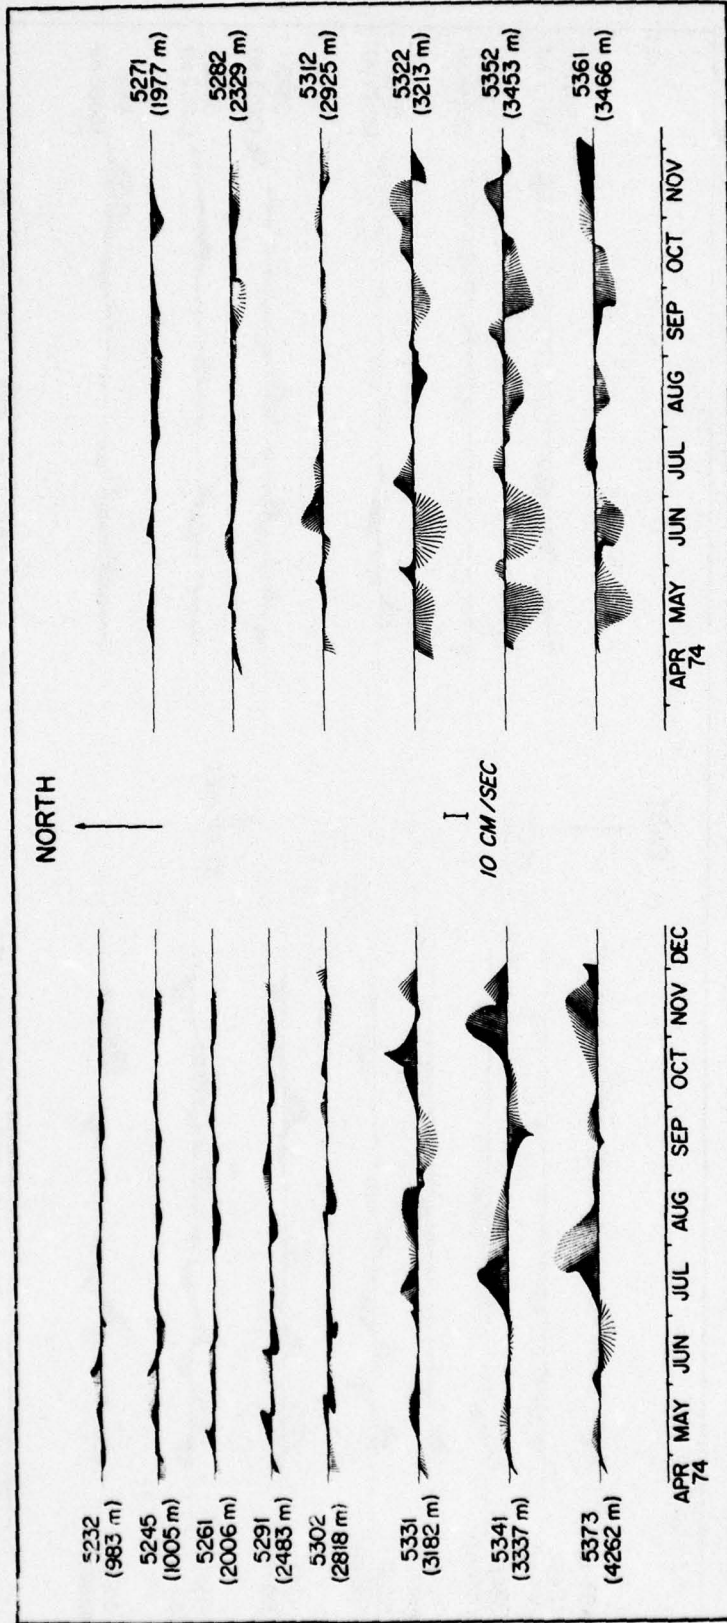 NORTH
10 CM/SEC
5232
(983 m)
5245
(1005 m)
5261
(2006 m)
5291
(2483 m)
5302
(2818 m)
5331
(3182 m)
5341
(3337 m)
5373
(4262 m)
APR MAY JUN JUL AUG SEP OCT NOV DEC
74
5271
(1977 m)
5282
(2329 m)
5312
(2925 m)
5322
(3213 m)
5352
(3453 m)
5361
(3466 m)
APR MAY JUN JUL AUG SEP OCT NOV
74